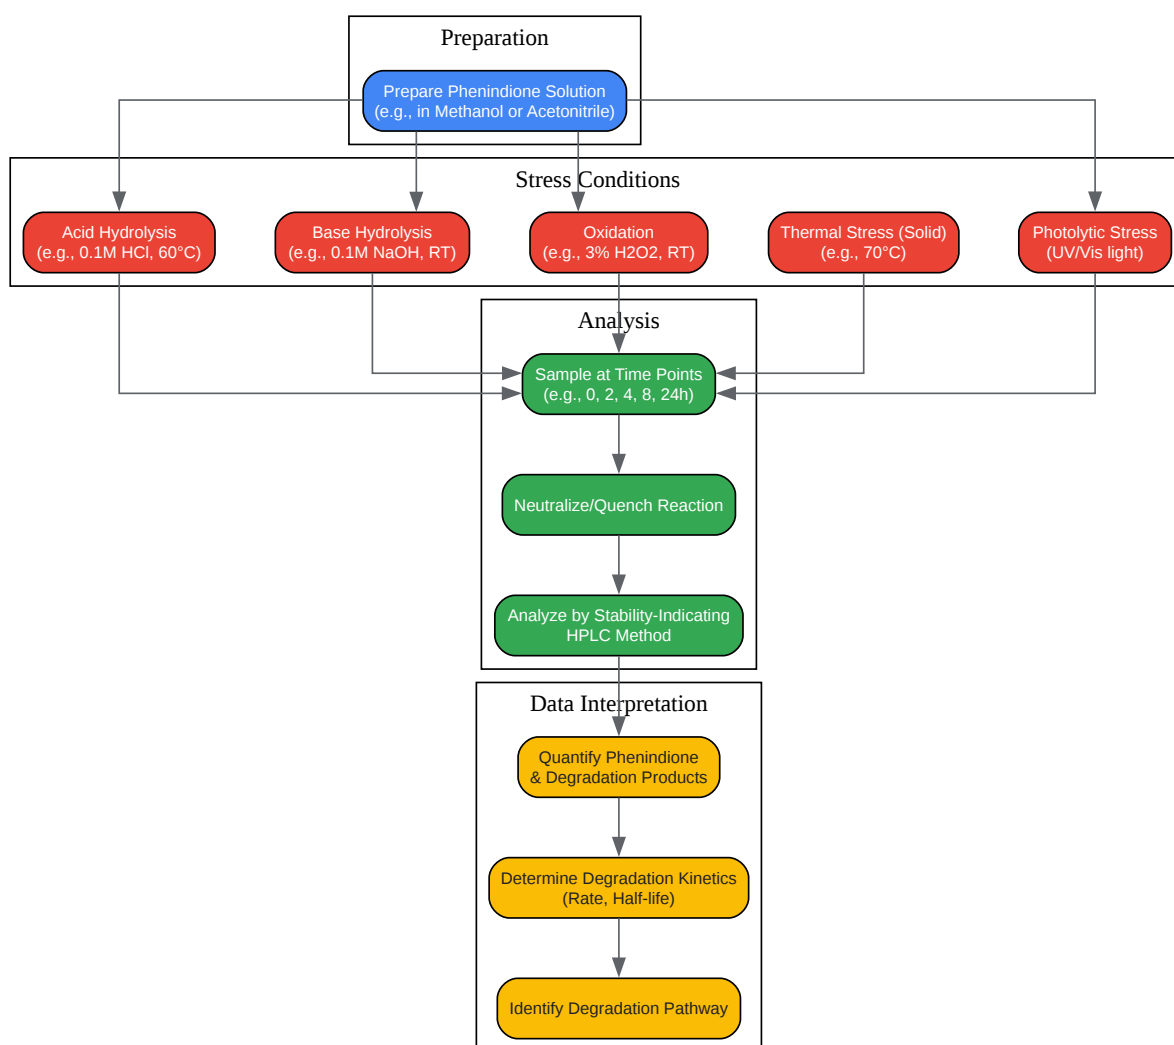 Preparation
Prepare Phenindione Solution
(e.g., in Methanol or Acetonitrile)
Stress Conditions
Acid Hydrolysis
(e.g., 0.1M HCl, 60°C)
Base Hydrolysis
(e.g., 0.1M NaOH, RT)
Oxidation
(e.g., 3% H2O2, RT)
Thermal Stress (Solid)
(e.g., 70°C)
Photolytic Stress
(UV/Vis light)
Analysis
Sample at Time Points
(e.g., 0, 2, 4, 8, 24h)
Neutralize/Quench Reaction
Analyze by Stability-Indicating
HPLC Method
Data Interpretation
Quantify Phenindione
& Degradation Products
Determine Degradation Kinetics
(Rate, Half-life)
Identify Degradation Pathway